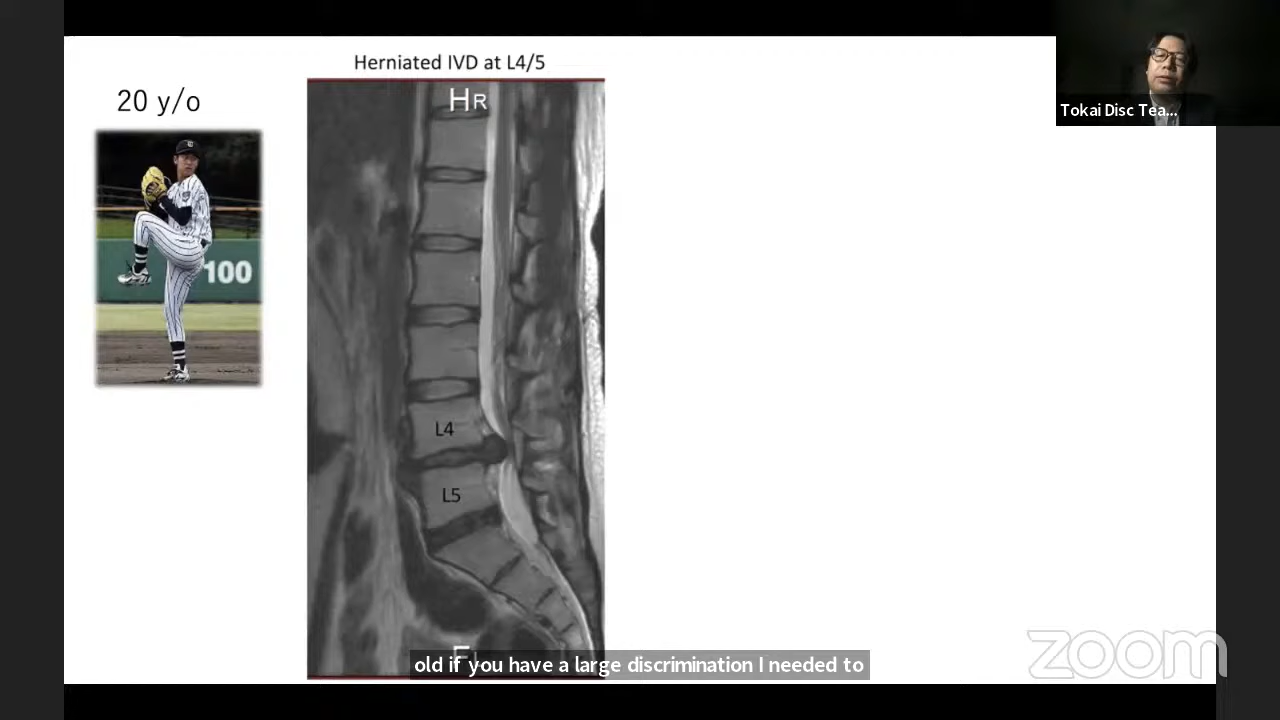 Herniated IVD at L4/5
20 y/o
HR
100
L4
L5
Tokai Disc Tea...
old if you have a large discrimination I needed to
zoom